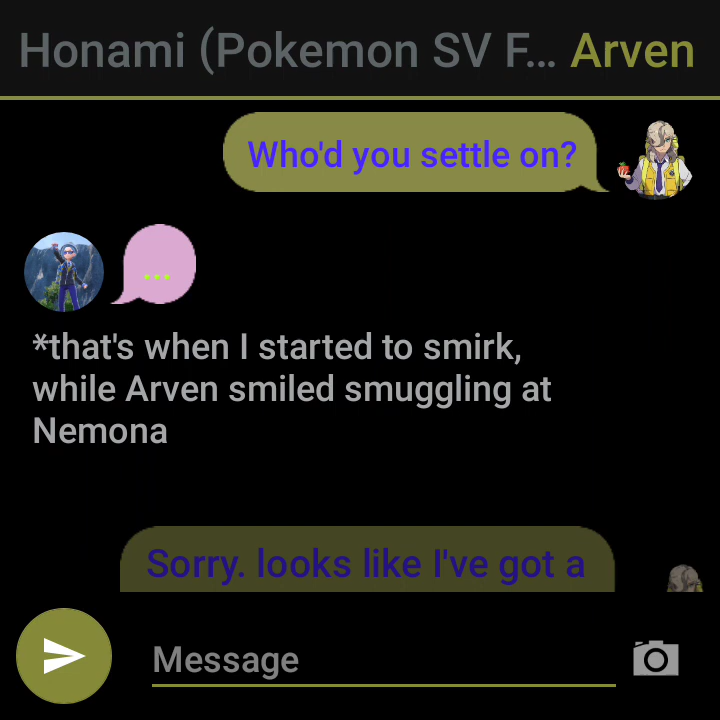 Honami (Pokemon SV F... Arven
Who'd you settle on?
...
*that's when I started to smirk,
while Arven smiled smuggling at
Nemona
Sorry. looks like I've got a
Message